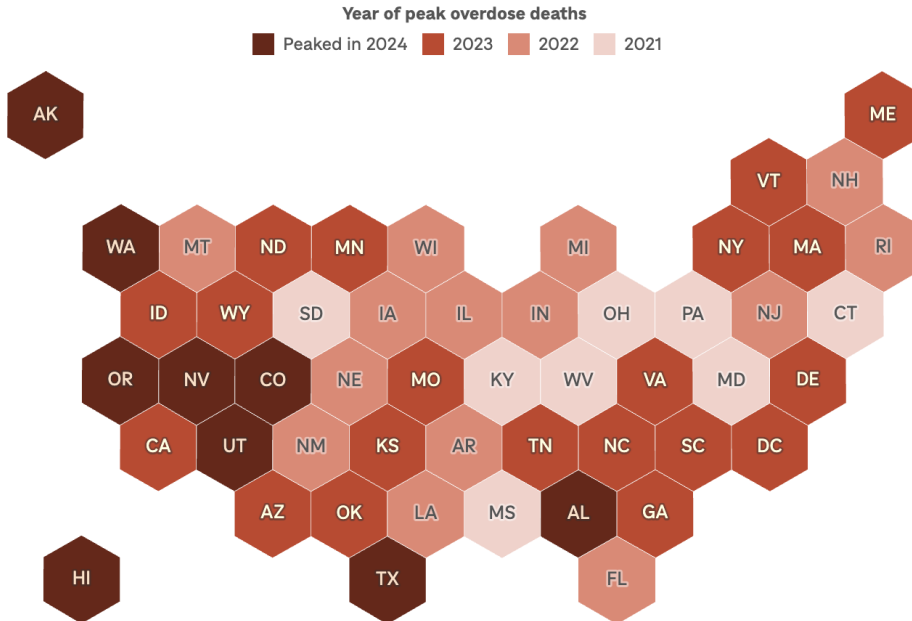 Year of peak overdose deaths
Peaked in 2024 2023 2022 2021
AK ME
VT NH
WA MT ND MN WI MI NY MA RI
ID WY SD IA IL IN OH PA NJ CT
OR NV CO NE MO KY WV VA MD DE
CA UT NM KS AR TN NC SC DC
AZ OK LA MS AL GA
HI TX FL